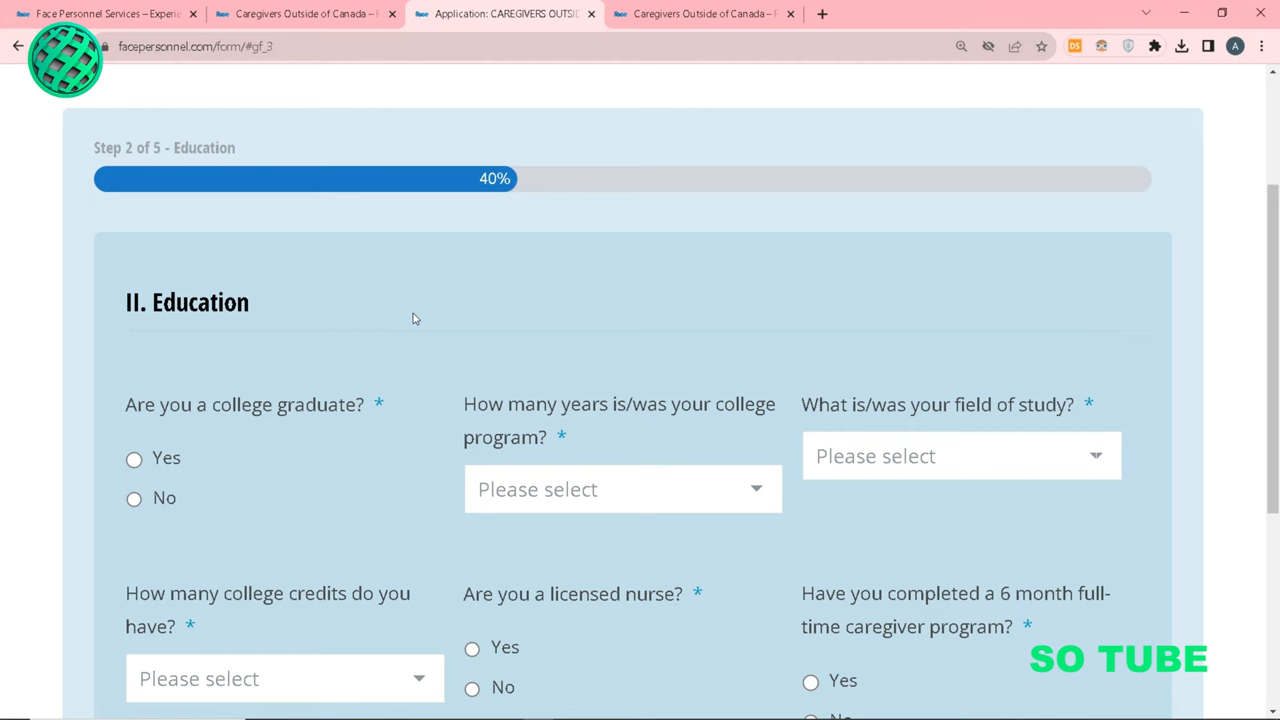 Face Personnel Services – Experie
Caregivers Outside of Canada – F
Application: CAREGIVERS OUTSID
Caregivers Outside of Canada – F
facepersonnel.com/form/#gf_3
DS
A
Step 2 of 5 - Education
40%
II. Education
Are you a college graduate? *
Yes
No
How many years is/was your college
program? *
Please select
What is/was your field of study? *
Please select
How many college credits do you
have? *
Please select
Are you a licensed nurse? *
Yes
No
Have you completed a 6 month full-
time caregiver program? *
Yes
No
SO TUBE